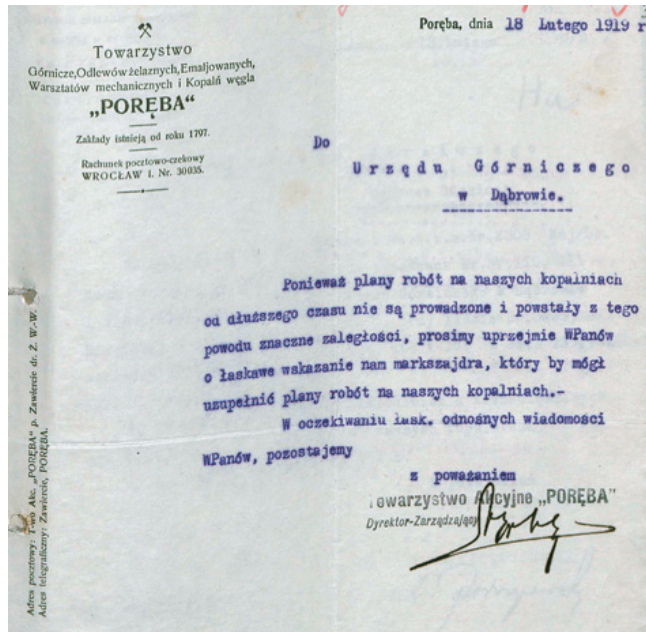 Poręba, dnia 18 Lutego 1919 r
Towarzystwo
Górnicze, Odlewów żelaznych, Emaljowanych,
Warsztatów mechanicznych i Kopalń węgla
„PORĘBA“
Zakłady istnieją od roku 1797.
Rachunek pocztowo-czekowy
WROCŁAW I. Nr. 30035.
Do
Urzędu Górniczego
w Dąbrowie.
Ponieważ plany robót na naszych kopalniach
od dłuższego czasu nie są prowadzone i powstały z tego
powodu znaczne zaległości, prosimy uprzejmie WPanów
o łaskawe wskazanie nam markszajdra, który by mógł
uzupełnić plany robót na naszych kopalniach.-
W oczekiwaniu łask. odnośnych wiadomości
WPanów, pozostajemy
z poważaniem
Towarzystwo Akcyjne „PORĘBA“
Dyrektor-Zarządzający
Adres pocztowy: T-wo Akc. „PORĘBA“ p. Zawiercie dr. Ż. W.-W.
Adres telegraficzny: Zawiercie, PORĘBA.